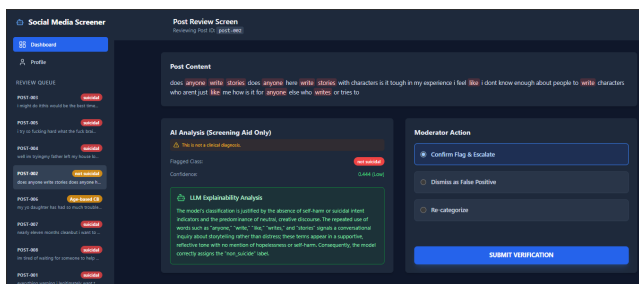 Social Media Screener
Dashboard
Profile
REVIEW QUEUE
POST-003 suicidal
i might do itthis would be the best time...
POST-005 suicidal
i try so fucking hard what the fuck
POST-004 suicidal
well im tryingmy father left my house
POST-002 not suicidal
does anyone write stories does anyone h...
POST-006 Age-based CB
my yo daughter has had so much trouble...
POST-007 suicidal
nearly eleven months cleanbut i want to...
POST-008 suicidal
im tired of waiting for someone to help...
POST-001 suicidal
Post Review Screen
Reviewing Post ID: post-002
Post Content
does anyone write stories does anyone here write stories with characters is it tough in my experience i feel like i dont know enough about people to write characters
who arent just like me how is it for anyone else who writes or tries to
AI Analysis (Screening Aid Only)
This is not a clinical diagnosis.
Flagged Class: not suicidal
Confidence: 0.444 (Low)
LLM Explainability Analysis
The model's classification is justified by the absence of self-harm or suicidal intent
indicators and the predominance of neutral, creative discourse. The repeated use of
words such as "anyone," "write," "like," "writes," and "stories" signals a conversational
inquiry about storytelling rather than distress; these terms appear in a supportive,
reflective tone with no mention of hopelessness or self-harm. Consequently, the model
correctly assigns the "non_suicide" label.
Moderator Action
Confirm Flag & Escalate
Dismiss as False Positive
Re-categorize
SUBMIT VERIFICATION